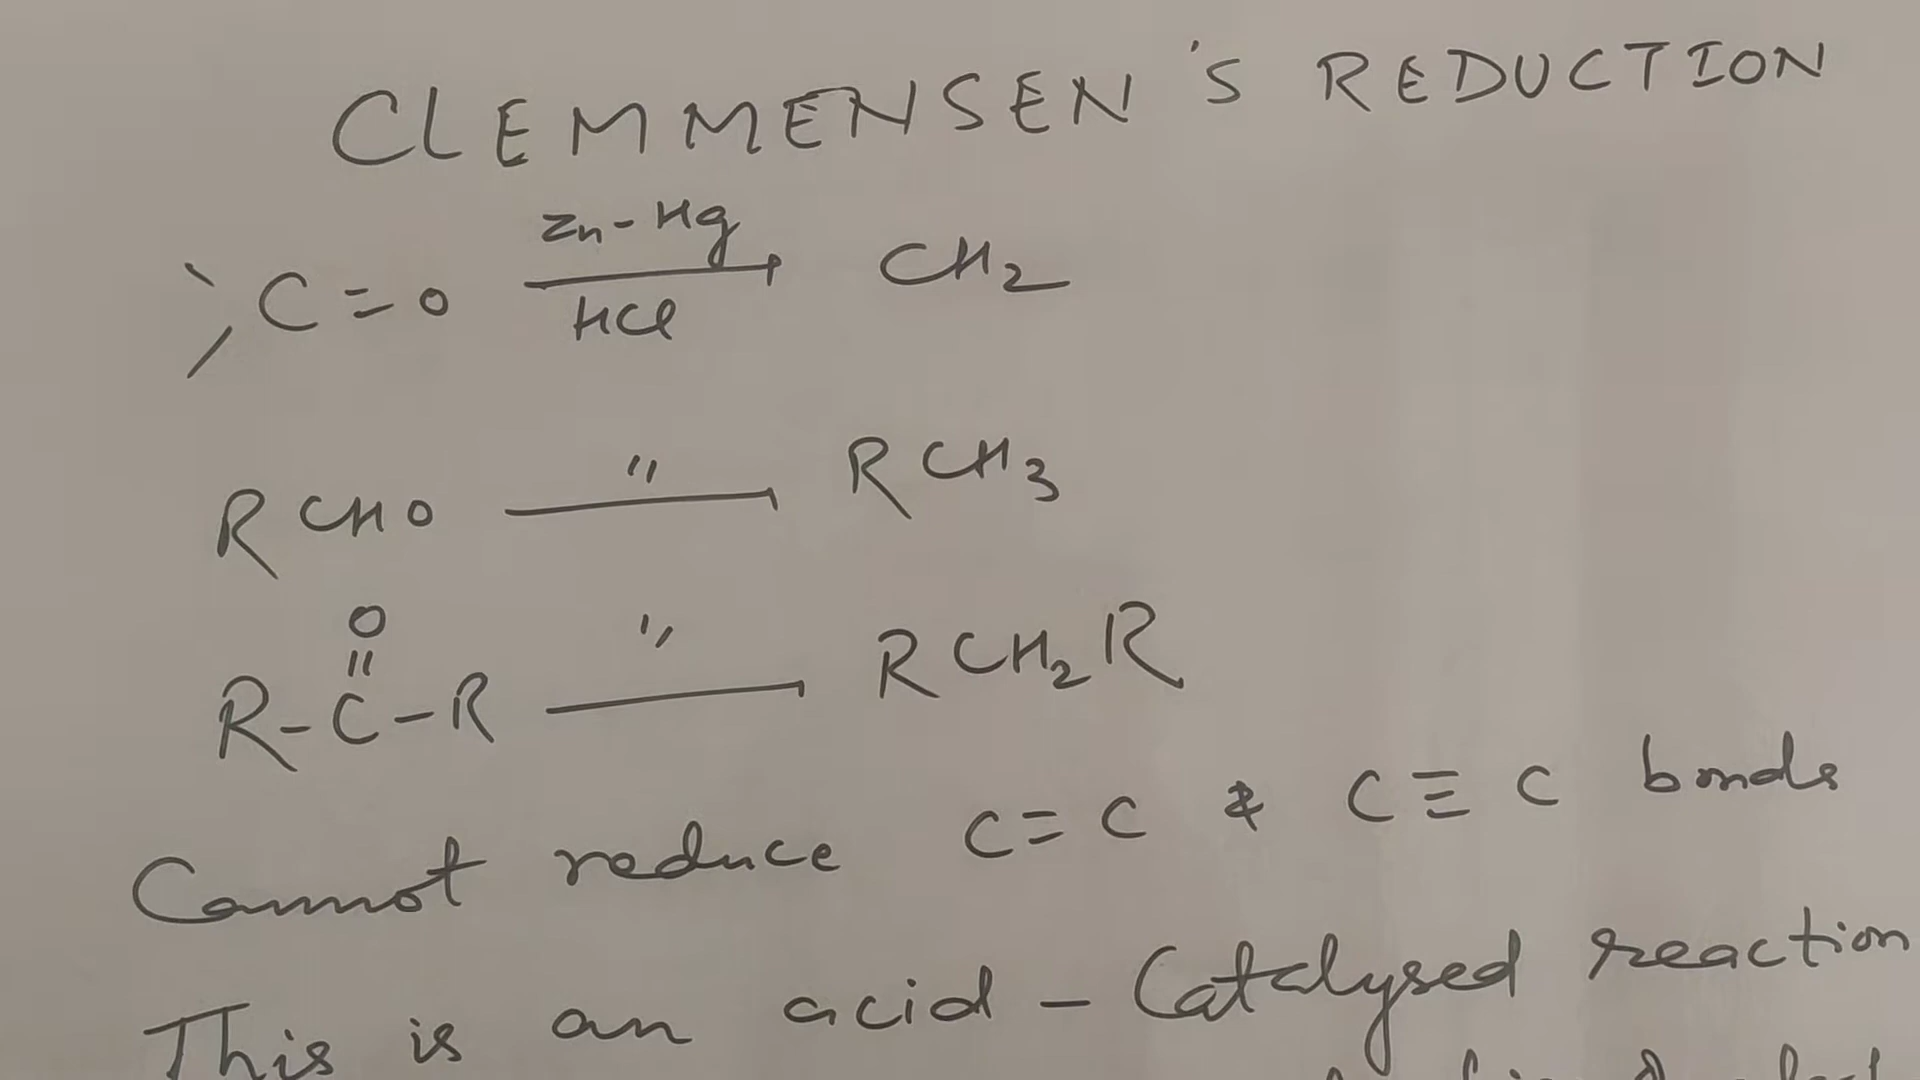 CLEMMENSEN'S REDUCTION
>C=O Zn-Hg/HCl → CH₂
RCHO —"→ RCH₃
O
||
R-C-R —"→ RCH₂R
Cannot reduce C=C & C≡C bonds
This is an acid - Catalysed reaction